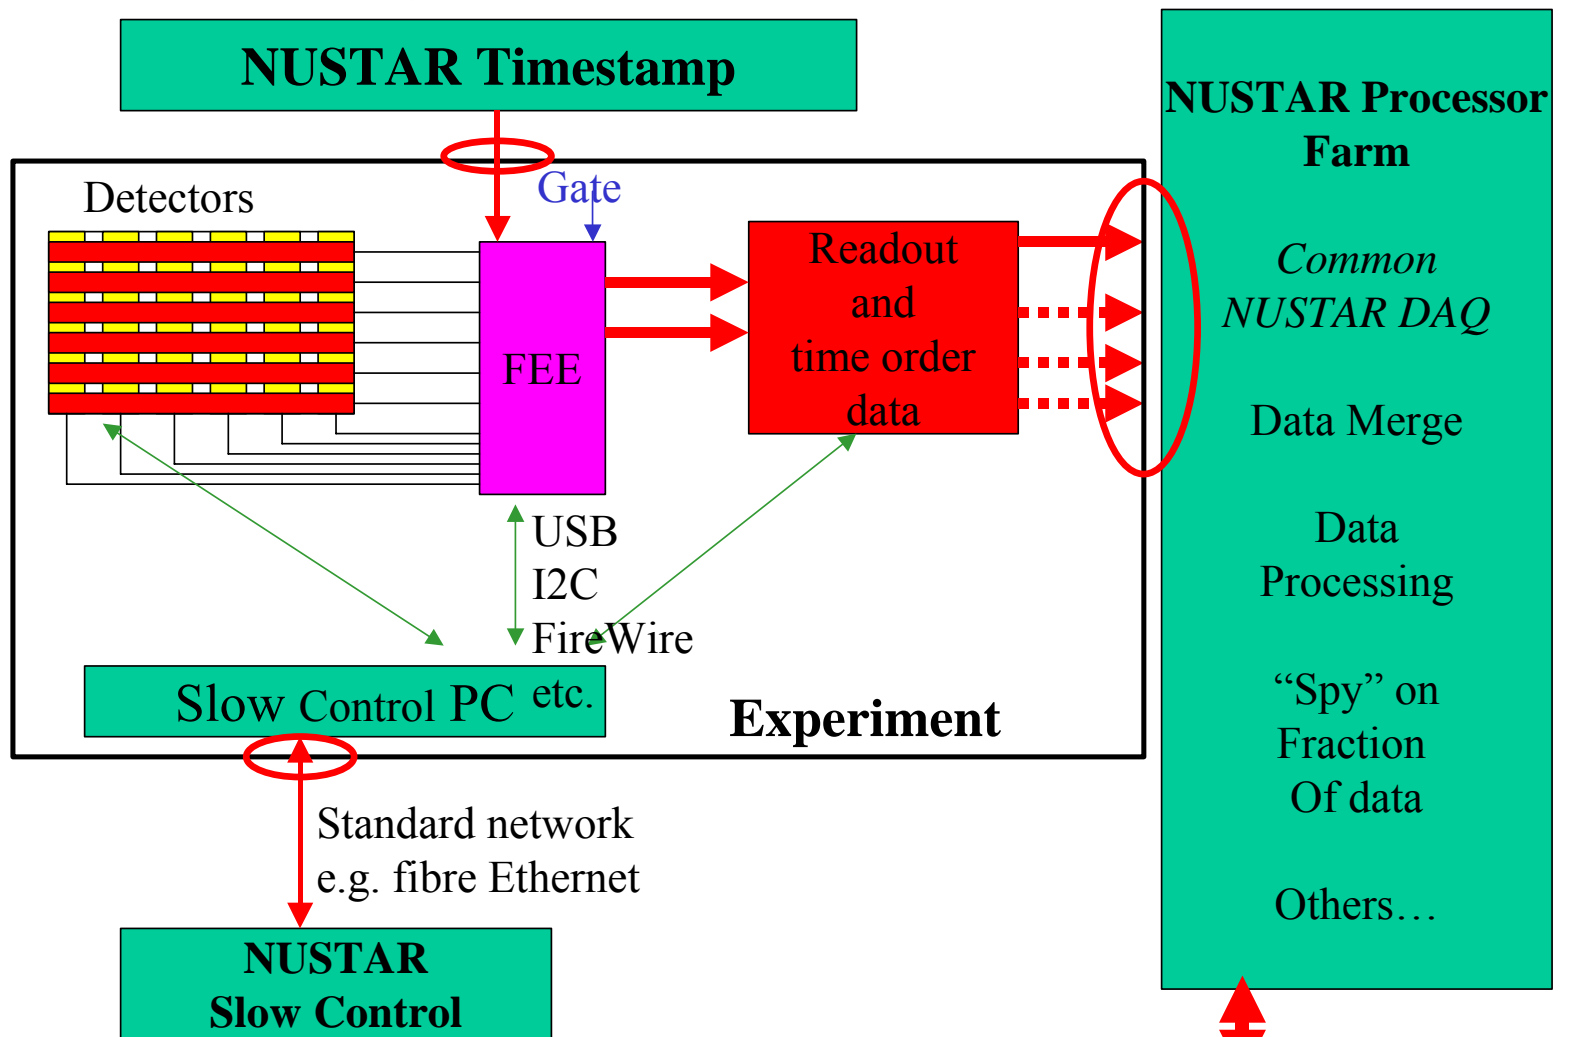 NUSTAR Timestamp
NUSTAR Processor
Farm
Common
NUSTAR DAQ
Data Merge
Data
Processing
“Spy” on
Fraction
Of data
Others…
Detectors
Gate
FEE
Readout
and
time order
data
USB
I2C
FireWire
etc.
Slow Control PC
Experiment
Standard network
e.g. fibre Ethernet
NUSTAR
Slow Control